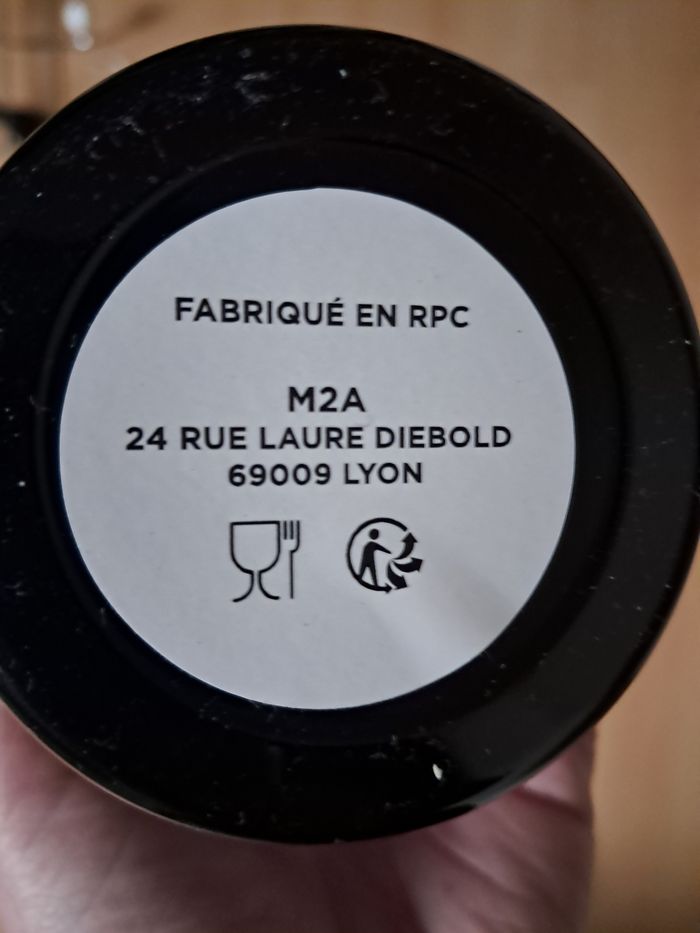 FABRIQUÉ EN RPC
M2A
24 RUE LAURE DIEBOLD
69009 LYON